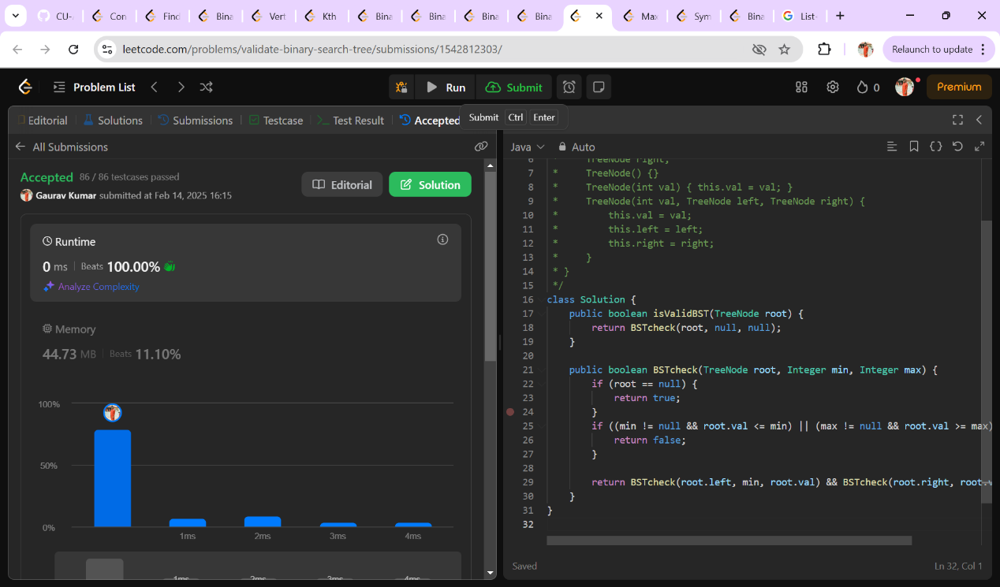 CU- Con Find Bina Vert Kth Bina Bina Bina Bina Max Sym Bina List
leetcode.com/problems/validate-binary-search-tree/submissions/1542812303/ Relaunch to update
Problem List Run Submit 0 Premium
Editorial Solutions Submissions Testcase Test Result Accepted Submit Ctrl Enter
All Submissions
Accepted 86 / 86 testcases passed
Gaurav Kumar submitted at Feb 14, 2025 16:15
Editorial Solution
Runtime
0 ms Beats 100.00%
Analyze Complexity
Memory
44.73 MB Beats 11.10%
100%
50%
0%
1ms 2ms 3ms 4ms
1ms 2ms 3ms 4ms
Java Auto
6 * TreeNode right;
7 * TreeNode() {}
8 * TreeNode(int val) { this.val = val; }
9 * TreeNode(int val, TreeNode left, TreeNode right) {
10 * this.val = val;
11 * this.left = left;
12 * this.right = right;
13 * }
14 * }
15 */
16 class Solution {
17 public boolean isValidBST(TreeNode root) {
18 return BSTcheck(root, null, null);
19 }
20
21 public boolean BSTcheck(TreeNode root, Integer min, Integer max) {
22 if (root == null) {
23 return true;
24 }
25 if ((min != null && root.val <= min) || (max != null && root.val >= max)
26 return false;
27 }
28
29 return BSTcheck(root.left, min, root.val) && BSTcheck(root.right, root.v
30 }
31 }
32
Saved Ln 32, Col 1